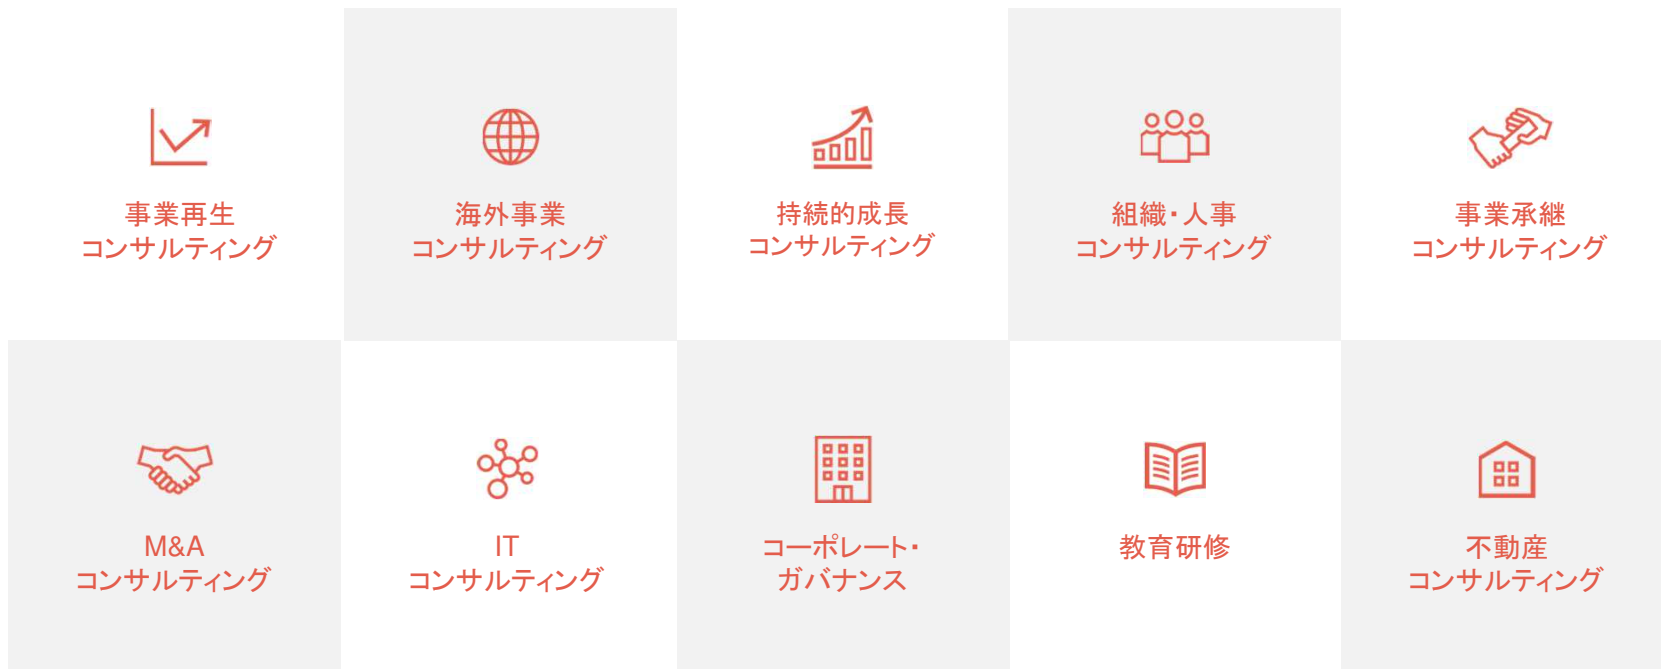 事業再生
コンサルティング
海外事業
コンサルティング
持続的成長
コンサルティング
組織・人事
コンサルティング
事業承継
コンサルティング
M&A
コンサルティング
IT
コンサルティング
コーポレート・
ガバナンス
教育研修
不動産
コンサルティング